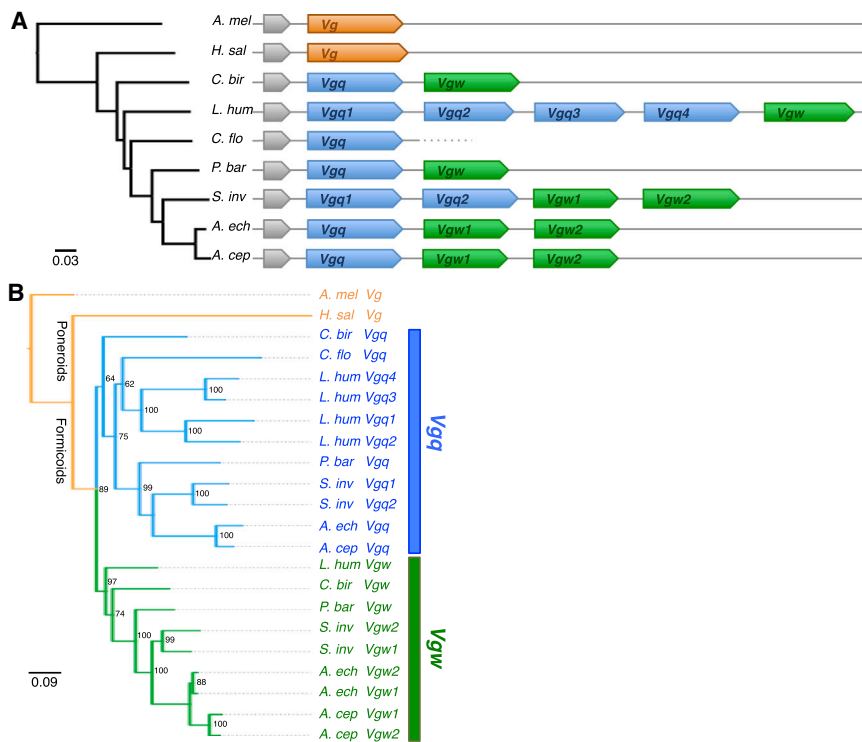 A
A. mel Vg
H. sal Vg
C. bir Vgq Vgw
L. hum Vgq1 Vgq2 Vgq3 Vgq4 Vgw
C. flo Vgq
P. bar Vgq Vgw
S. inv Vgq1 Vgq2 Vgw1 Vgw2
A. ech Vgq Vgw1 Vgw2
A. cep Vgq Vgw1 Vgw2
0.03
B
A. mel Vg
H. sal Vg
Poneroids
Formicoids
C. bir Vgq
C. flo Vgq
L. hum Vgq4
L. hum Vgq3
L. hum Vgq1
L. hum Vgq2
P. bar Vgq
S. inv Vgq1
S. inv Vgq2
A. ech Vgq
A. cep Vgq
Vgq
64
62
100
100
100
75
99
100
100
89
L. hum Vgw
C. bir Vgw
P. bar Vgw
S. inv Vgw2
S. inv Vgw1
A. ech Vgw2
A. ech Vgw1
A. cep Vgw1
A. cep Vgw2
Vgw
97
74
100
99
100
88
100
0.09